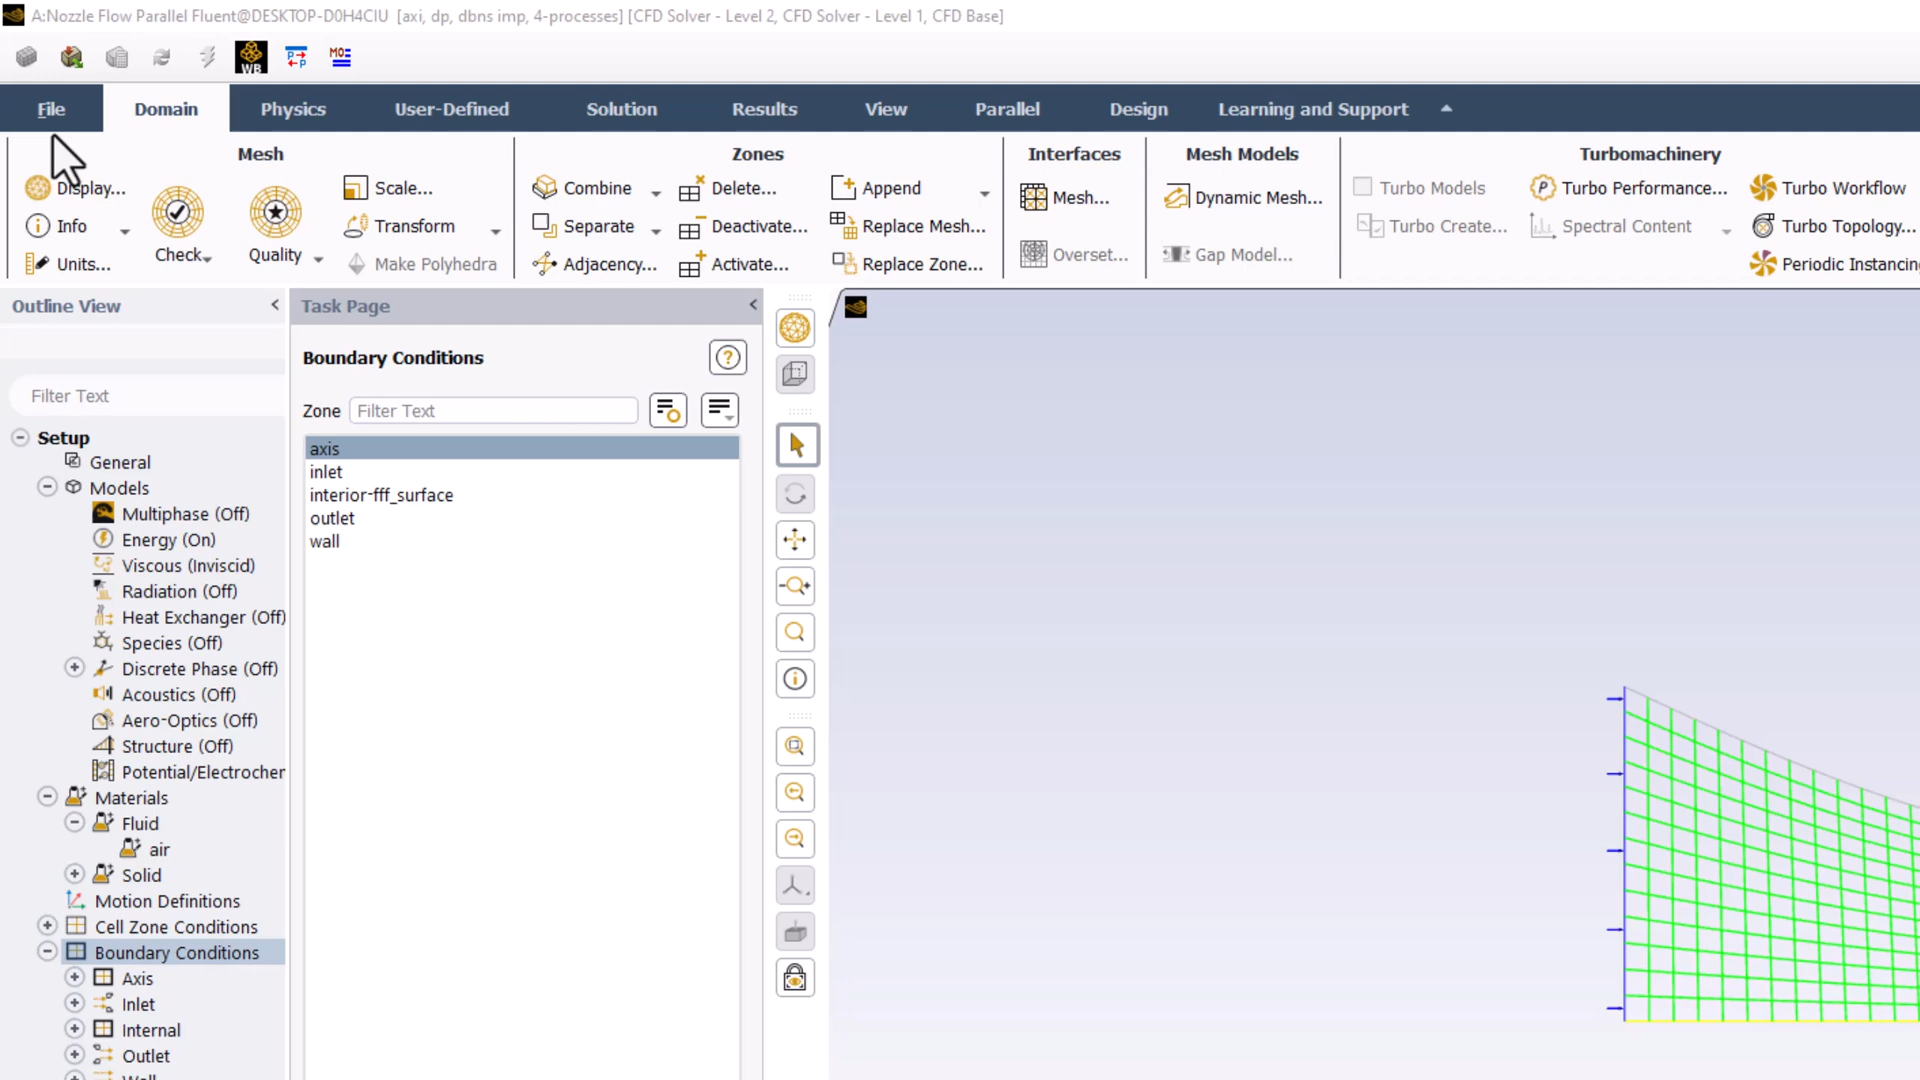 A:Nozzle Flow Parallel Fluent@DESKTOP-D0H4CIU [axi, dp, dbns imp, 4-processes] [CFD Solver - Level 2, CFD Solver - Level 1, CFD Base]
WB
File Domain Physics User-Defined Solution Results View Parallel Design Learning and Support
Mesh Zones Interfaces Mesh Models Turbomachinery
Display... Scale... Combine Delete... Append Mesh... Dynamic Mesh... Turbo Models Turbo Performance... Turbo Workflow
Info Transform Separate Deactivate... Replace Mesh... Turbo Create... Spectral Content Turbo Topology...
Check Quality Overset... Gap Model...
Units... Make Polyhedra Adjacency... Activate... Replace Zone... Periodic Instancing
Outline View Task Page
Boundary Conditions
Filter Text
Zone Filter Text
Setup
General
Models
Multiphase (Off)
Energy (On)
Viscous (Inviscid)
Radiation (Off)
Heat Exchanger (Off)
Species (Off)
Discrete Phase (Off)
Acoustics (Off)
Aero-Optics (Off)
Structure (Off)
Potential/Electrocher
Materials
Fluid
air
Solid
Motion Definitions
Cell Zone Conditions
Boundary Conditions
Axis
Inlet
Internal
Outlet
Wall
axis
inlet
interior-fff_surface
outlet
wall